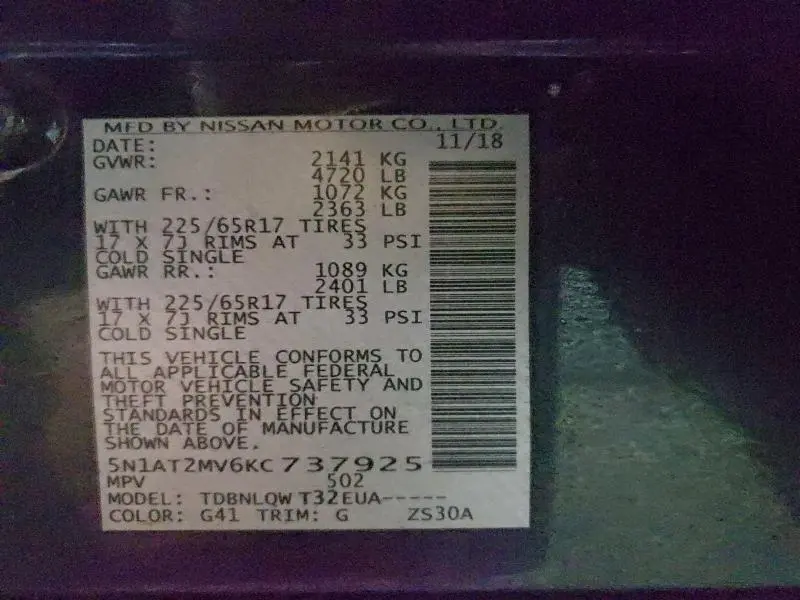 MFD BY NISSAN MOTOR CO., LTD.
DATE: 11/18
GVWR: 2141 KG
4720 LB
GAWR FR.: 1072 KG
2363 LB
WITH 225/65R17 TIRES
17 X 7J RIMS AT 33 PSI
COLD SINGLE
GAWR RR.: 1089 KG
2401 LB
WITH 225/65R17 TIRES
17 X 7J RIMS AT 33 PSI
COLD SINGLE
THIS VEHICLE CONFORMS TO
ALL APPLICABLE FEDERAL
MOTOR VEHICLE SAFETY AND
THEFT PREVENTION
STANDARDS IN EFFECT ON
THE DATE OF MANUFACTURE
SHOWN ABOVE.
5N1AT2MV6KC737925
MPV 502
MODEL: TDBNLQW T32EUA-----
COLOR: G41 TRIM: G ZS30A